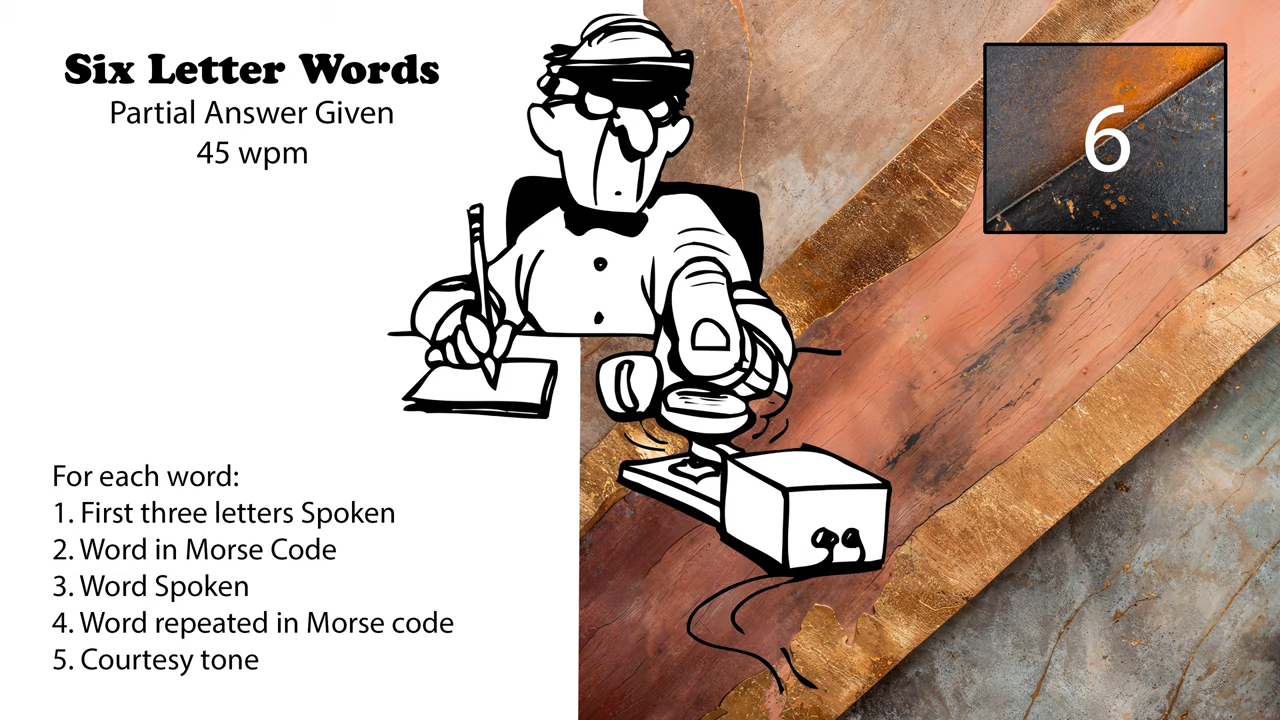 Six Letter Words
Partial Answer Given
45 wpm
6
For each word:
1. First three letters Spoken
2. Word in Morse Code
3. Word Spoken
4. Word repeated in Morse code
5. Courtesy tone